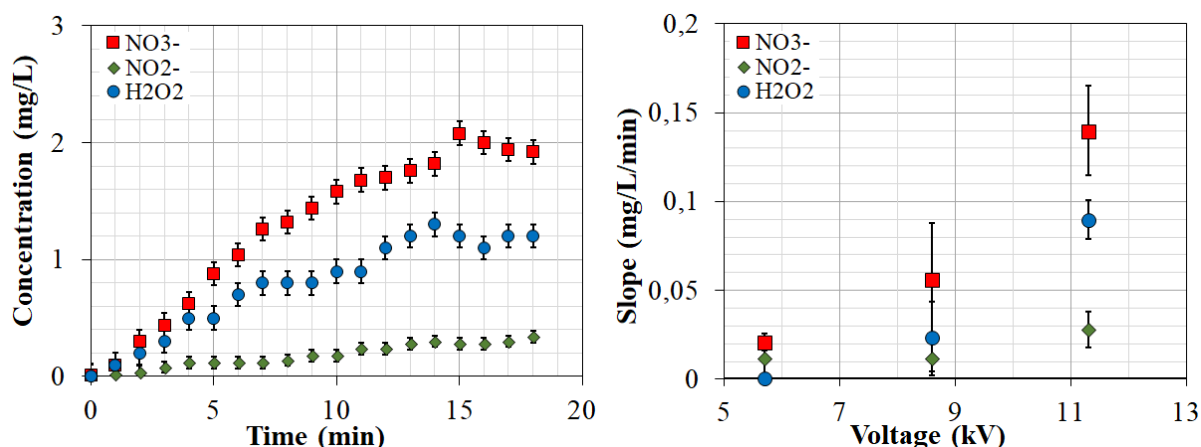 Concentration (mg/L)
3
2
1
0
NO3-
NO2-
H2O2
0 5 10 15 20
Time (min)
Slope (mg/L/min)
0,2
0,15
0,1
0,05
0
NO3-
NO2-
H2O2
5 7 9 11 13
Voltage (kV)